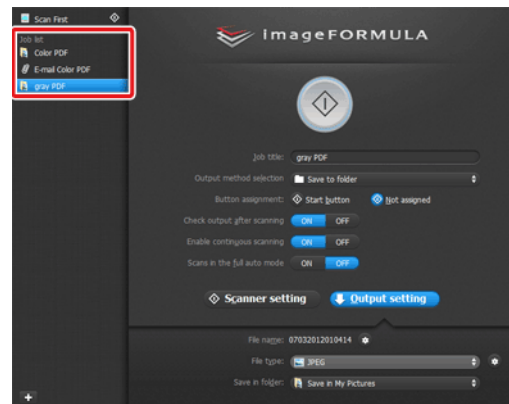 Scan First
Job list
Color PDF
E-mail Color PDF
gray PDF
imageFORMULA
Job title: gray PDF
Output method selection Save to folder
Button assignment: Start button Not assigned
Check output after scanning ON OFF
Enable continuous scanning ON OFF
Scans in the full auto mode ON OFF
Scanner setting Output setting
File name: 07032012010414
File type: JPEG
Save in folder: Save in My Pictures